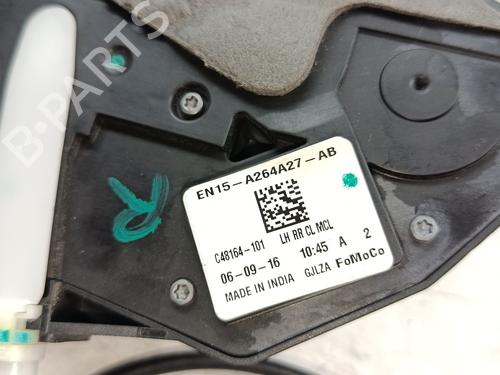 B-PARTS
EN15-A264A27-AB
C48164-101 LH RR CL MCL
06-09-16 10:45 A 2
MADE IN INDIA GJLZA FoMoCo